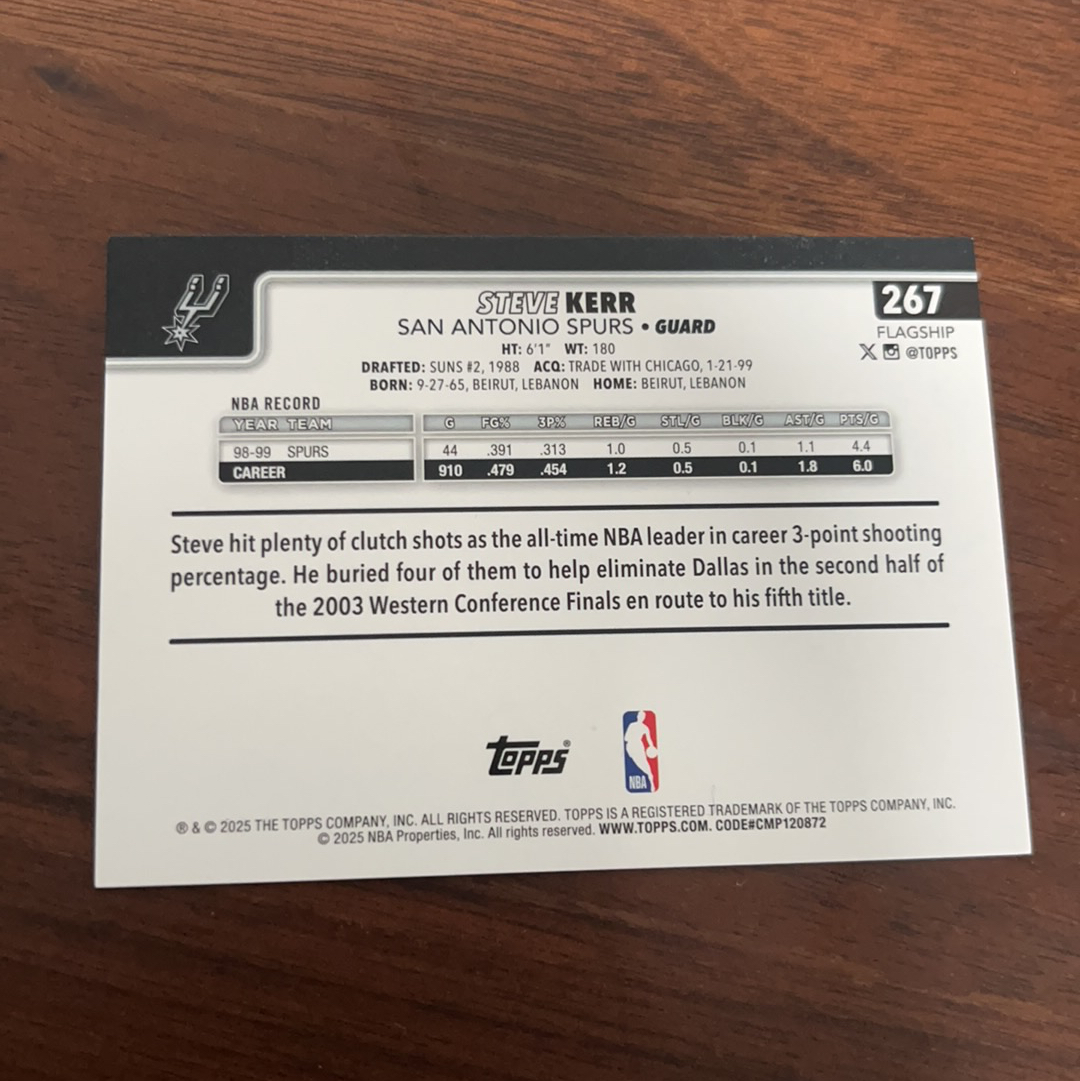 STEVE KERR
267
SAN ANTONIO SPURS • GUARD
FLAGSHIP
HT: 6'1" WT: 180
@TOPPS
DRAFTED: SUNS #2, 1988 ACQ: TRADE WITH CHICAGO, 1-21-99
BORN: 9-27-65, BEIRUT, LEBANON HOME: BEIRUT, LEBANON
NBA RECORD
YEAR TEAM G FG% 3P% REB/G STL/G BLK/G AST/G PTS/G
98-99 SPURS 44 .391 .313 1.0 0.5 0.1 1.1 4.4
CAREER 910 .479 .454 1.2 0.5 0.1 1.8 6.0
Steve hit plenty of clutch shots as the all-time NBA leader in career 3-point shooting
percentage. He buried four of them to help eliminate Dallas in the second half of
the 2003 Western Conference Finals en route to his fifth title.
topps®
NBA
® & © 2025 THE TOPPS COMPANY, INC. ALL RIGHTS RESERVED. TOPPS IS A REGISTERED TRADEMARK OF THE TOPPS COMPANY, INC.
© 2025 NBA Properties, Inc. All rights reserved. WWW.TOPPS.COM. CODE#CMP120872